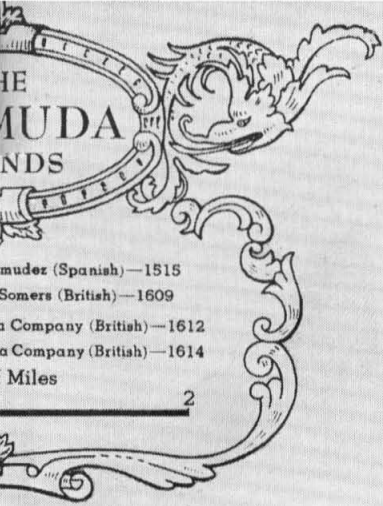 HE
MUDA
NDS
mudez (Spanish)—1515
Somers (British)—1609
a Company (British)—1612
a Company (British)—1614
Miles
2